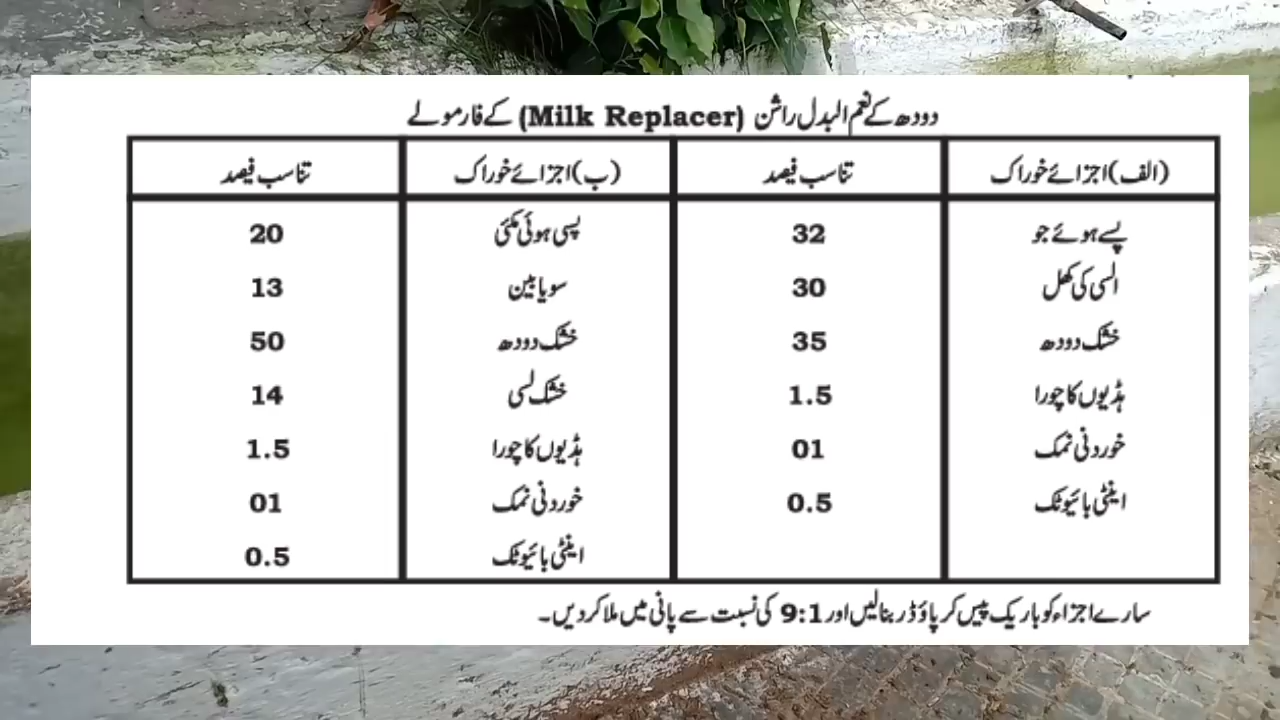 دودھ کے نعم البدل راشن (Milk Replacer) کے فارمولے
(الف) اجزائے خوراک تناسب فیصد (ب) اجزائے خوراک تناسب فیصد
پسے ہوئے جو 32 پسی ہوئی مکئی 20
السی کی کھل 30 سویابین 13
خشک دودھ 35 خشک دودھ 50
ہڈیوں کا چورا 1.5 خشک لسی 14
خوردنی نمک 01 ہڈیوں کا چورا 1.5
اینٹی بائیوٹک 0.5 خوردنی نمک 01
اینٹی بائیوٹک 0.5
سارے اجزاء کو باریک پیس کر پاؤڈر بنالیں اور 9:1 کی نسبت سے پانی میں ملا کر دیں۔